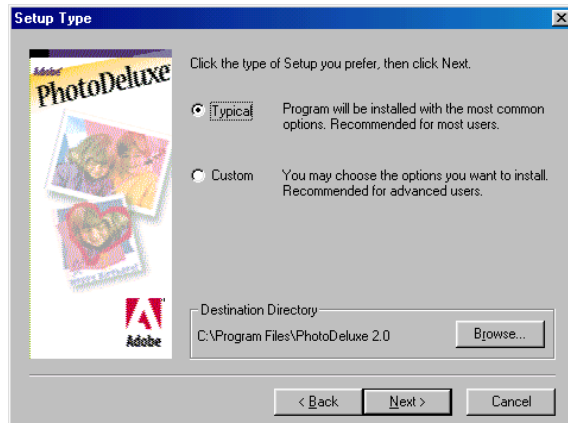 Setup Type
Adobe
PhotoDeluxe
Click the type of Setup you prefer, then click Next.
Typical
Program will be installed with the most common
options. Recommended for most users.
Custom
You may choose the options you want to install.
Recommended for advanced users.
Happy Birthday!
Adobe
Destination Directory
C:\Program Files\PhotoDeluxe 2.0
Browse...
< Back
Next >
Cancel